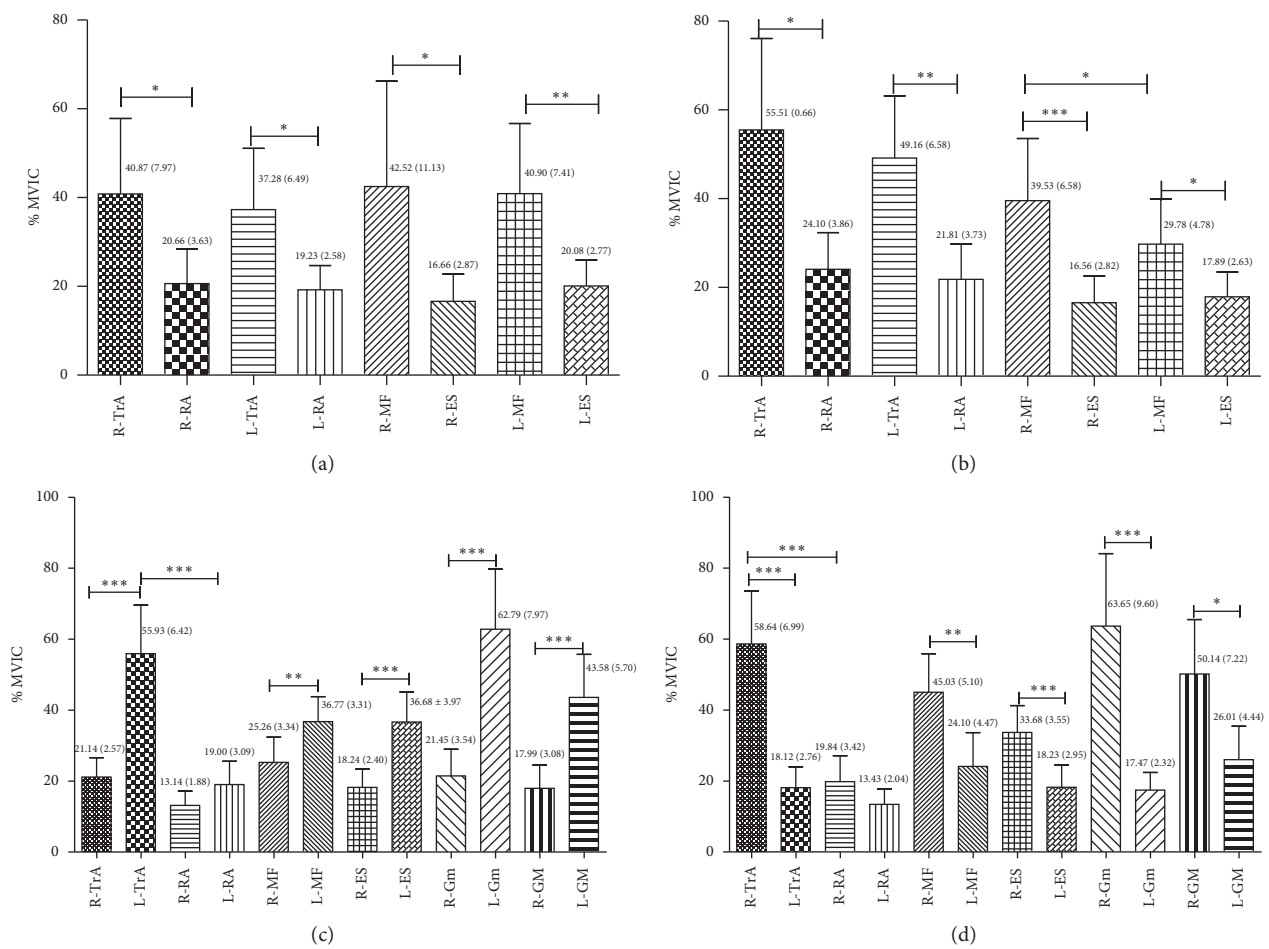 80
60
40
20
0
% MVIC
*
*
*
**
40.87 (7.97)
20.66 (3.63)
37.28 (6.49)
19.23 (2.58)
42.52 (11.13)
16.66 (2.87)
40.90 (7.41)
20.08 (2.77)
R-TrA
R-RA
L-TrA
L-RA
R-MF
R-ES
L-MF
L-ES
(a)
80
60
40
20
0
% MVIC
*
**
*
***
*
55.51 (0.66)
24.10 (3.86)
49.16 (6.58)
21.81 (3.73)
39.53 (6.58)
16.56 (2.82)
29.78 (4.78)
17.89 (2.63)
R-TrA
R-RA
L-TrA
L-RA
R-MF
R-ES
L-MF
L-ES
(b)
100
80
60
40
20
0
% MVIC
***
***
**
***
***
***
21.14 (2.57)
55.93 (6.42)
13.14 (1.88)
19.00 (3.09)
25.26 (3.34)
36.77 (3.31)
18.24 (2.40)
36.68 ± 3.97
21.45 (3.54)
62.79 (7.97)
17.99 (3.08)
43.58 (5.70)
R-TrA
L-TrA
R-RA
L-RA
R-MF
L-MF
R-ES
L-ES
R-Gm
L-Gm
R-GM
L-GM
(c)
100
80
60
40
20
0
% MVIC
***
***
**
***
***
*
58.64 (6.99)
18.12 (2.76)
19.84 (3.42)
13.43 (2.04)
45.03 (5.10)
24.10 (4.47)
33.68 (3.55)
18.23 (2.95)
63.65 (9.60)
17.47 (2.32)
50.14 (7.22)
26.01 (4.44)
R-TrA
L-TrA
R-RA
L-RA
R-MF
L-MF
R-ES
L-ES
R-Gm
L-Gm
R-GM
L-GM
(d)